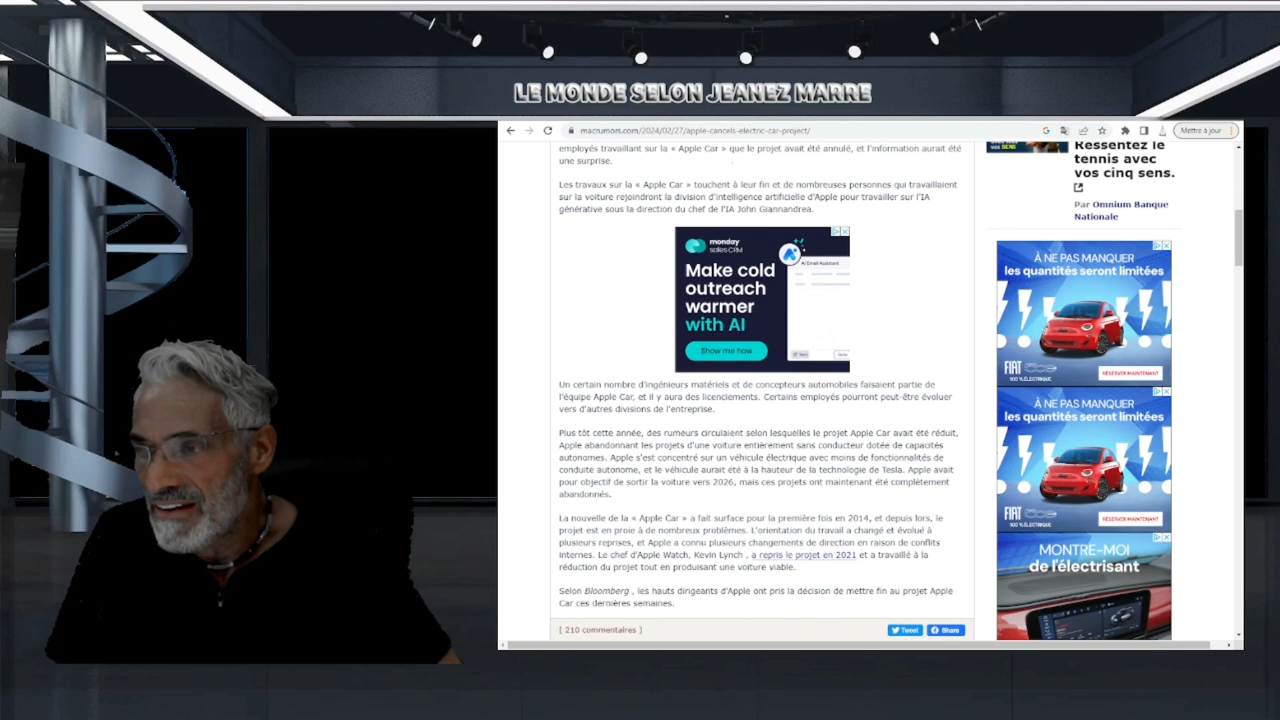 LE MONDE SELON JEANEZ MARRE
macrumors.com/2024/02/27/apple-cancels-electric-car-project/
Mettre à jour
employés travaillant sur la « Apple Car » que le projet avait été annulé, et l'information aurait été
une surprise.
Les travaux sur la « Apple Car » touchent à leur fin et de nombreuses personnes qui travaillaient
sur la voiture rejoindront la division d'intelligence artificielle d'Apple pour travailler sur l'IA
générative sous la direction du chef de l'IA John Giannandrea.
monday
sales CRM
Make cold
outreach
warmer
with AI
Show me how
AI Email Assistant
Un certain nombre d'ingénieurs matériels et de concepteurs automobiles faisaient partie de
l'équipe Apple Car, et il y aura des licenciements. Certains employés pourront peut-être évoluer
vers d'autres divisions de l'entreprise.
Plus tôt cette année, des rumeurs circulaient selon lesquelles le projet Apple Car avait été réduit,
Apple abandonnant les projets d'une voiture entièrement sans conducteur dotée de capacités
autonomes. Apple s'est concentré sur un véhicule électrique avec moins de fonctionnalités de
conduite autonome, et le véhicule aurait été à la hauteur de la technologie de Tesla. Apple avait
pour objectif de sortir la voiture vers 2026, mais ces projets ont maintenant été complètement
abandonnés.
La nouvelle de la « Apple Car » a fait surface pour la première fois en 2014, et depuis lors, le
projet est en proie à de nombreux problèmes. L'orientation du travail a changé et évolué à
plusieurs reprises, et Apple a connu plusieurs changements de direction en raison de conflits
internes. Le chef d'Apple Watch, Kevin Lynch , a repris le projet en 2021 et a travaillé à la
réduction du projet tout en produisant une voiture viable.
Selon Bloomberg , les hauts dirigeants d'Apple ont pris la décision de mettre fin au projet Apple
Car ces dernières semaines.
[ 210 commentaires ]
Tweet
Share
Ressentez le
tennis avec
vos cinq sens.
Par Omnium Banque
Nationale
À NE PAS MANQUER
les quantités seront limitées
FIAT
100 % ÉLECTRIQUE
RÉSERVER MAINTENANT
À NE PAS MANQUER
les quantités seront limitées
FIAT
100 % ÉLECTRIQUE
RÉSERVER MAINTENANT
MONTRE-MOI
de l'électrisant